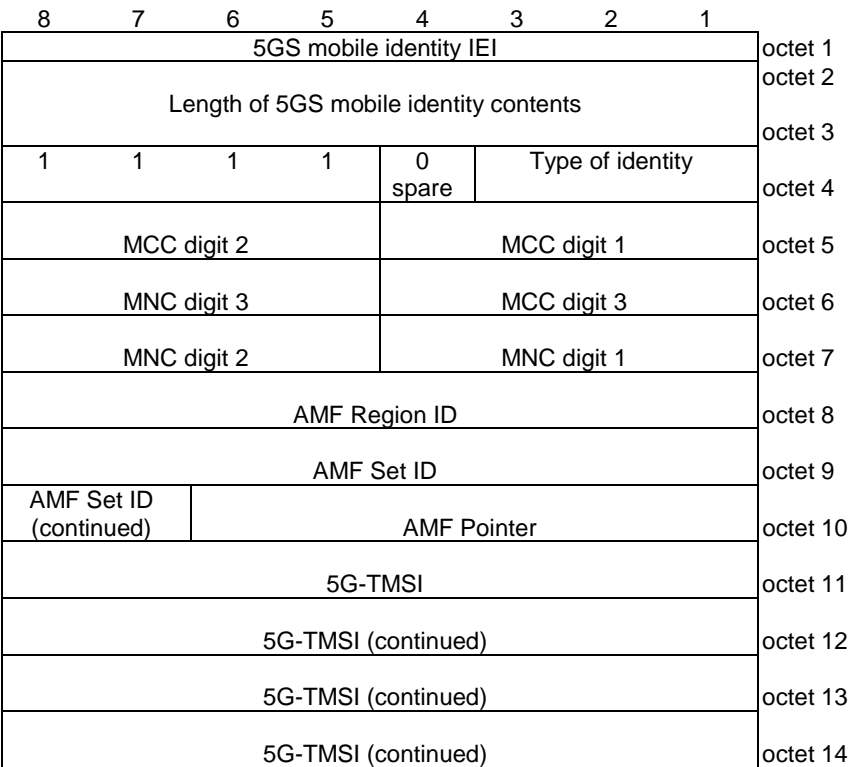 8 7 6 5 4 3 2 1
5GS mobile identity IEI octet 1
octet 2
Length of 5GS mobile identity contents
octet 3
1 1 1 1 0 Type of identity
spare octet 4
MCC digit 2 MCC digit 1 octet 5
MNC digit 3 MCC digit 3 octet 6
MNC digit 2 MNC digit 1 octet 7
AMF Region ID octet 8
AMF Set ID octet 9
AMF Set ID
(continued) AMF Pointer octet 10
5G-TMSI octet 11
5G-TMSI (continued) octet 12
5G-TMSI (continued) octet 13
5G-TMSI (continued) octet 14